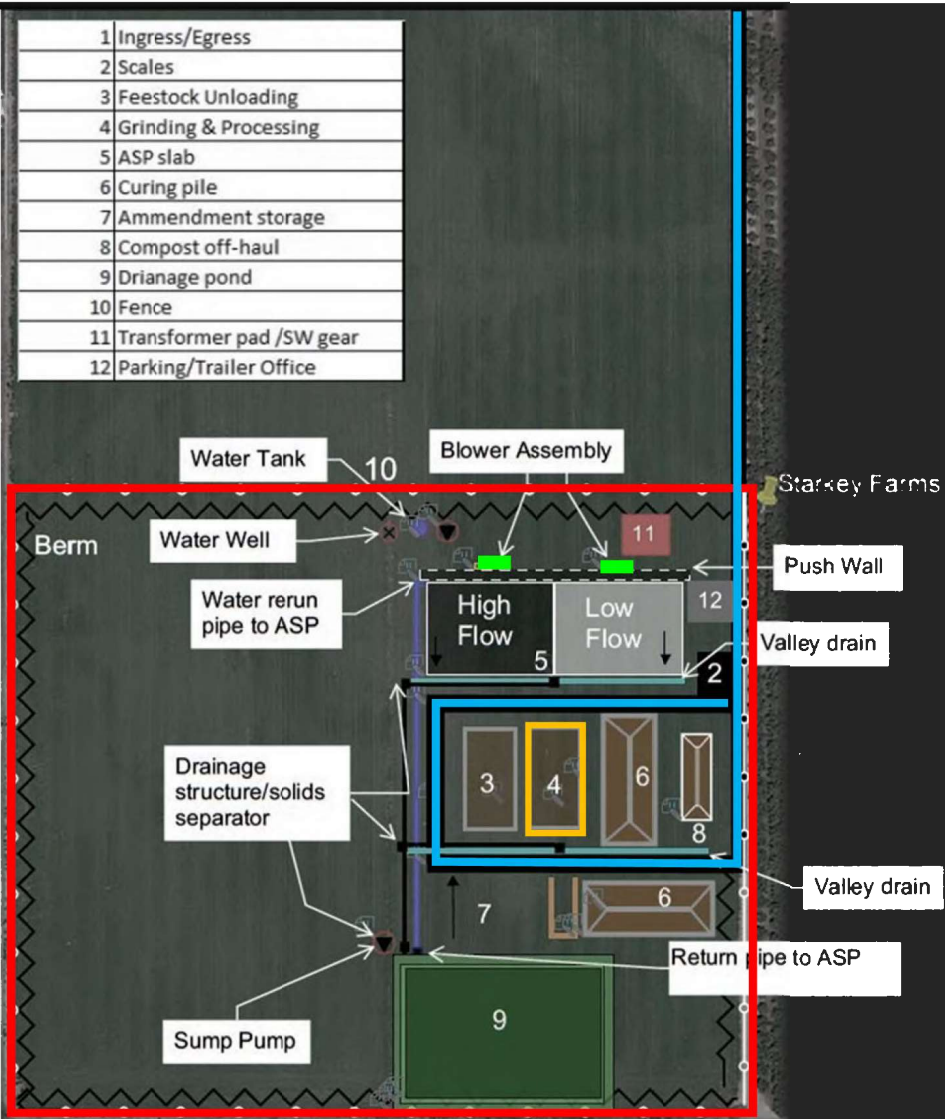 1 Ingress/Egress
2 Scales
3 Feestock Unloading
4 Grinding & Processing
5 ASP slab
6 Curing pile
7 Ammendment storage
8 Compost off-haul
9 Drianage pond
10 Fence
11 Transformer pad /SW gear
12 Parking/Trailer Office
Water Tank
10
Blower Assembly
Starkey Farms
Berm
Water Well
11
Push Wall
Water rerun
pipe to ASP
High
Flow
Low
Flow
12
5
Valley drain
2
Drainage
structure/solids
separator
3
4
6
8
Valley drain
7
6
Return pipe to ASP
9
Sump Pump